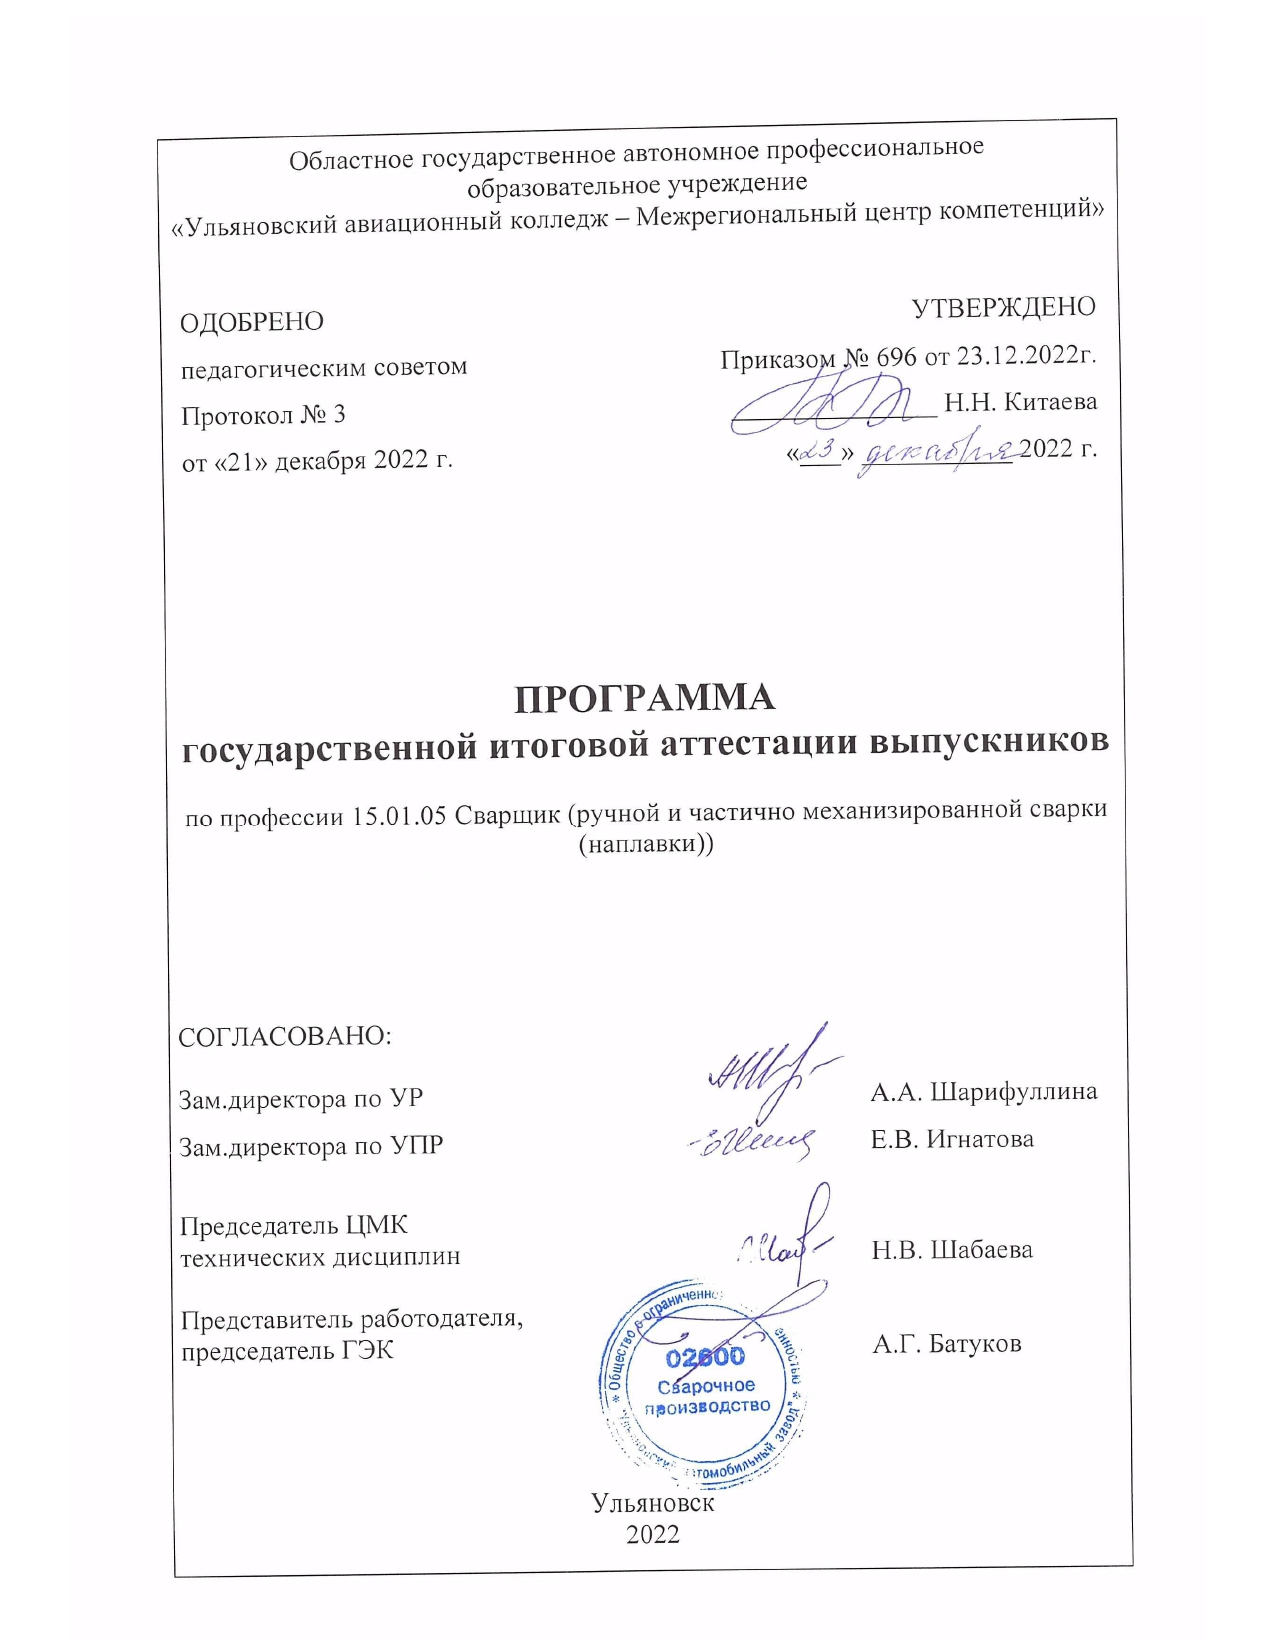 Областное государственное автономное профессиональное
образовательное учреждение
«Ульяновский авиационный колледж – Межрегиональный центр компетенций»
ОДОБРЕНО
УТВЕРЖДЕНО
педагогическим советом
Приказом № 696 от 23.12.2022г.
Протокол № 3
Н.Н. Китаева
от «21» декабря 2022 г.
«23» декабря 2022 г.
ПРОГРАММА
государственной итоговой аттестации выпускников
по профессии 15.01.05 Сварщик (ручной и частично механизированной сварки
(наплавки))
СОГЛАСОВАНО:
Зам.директора по УР
А.А. Шарифуллина
Зам.директора по УПР
Е.В. Игнатова
Председатель ЦМК
технических дисциплин
Н.В. Шабаева
Представитель работодателя,
председатель ГЭК
А.Г. Батуков
Общество с
02600
Сварочное
производство
завод"
Ульяновск
2022